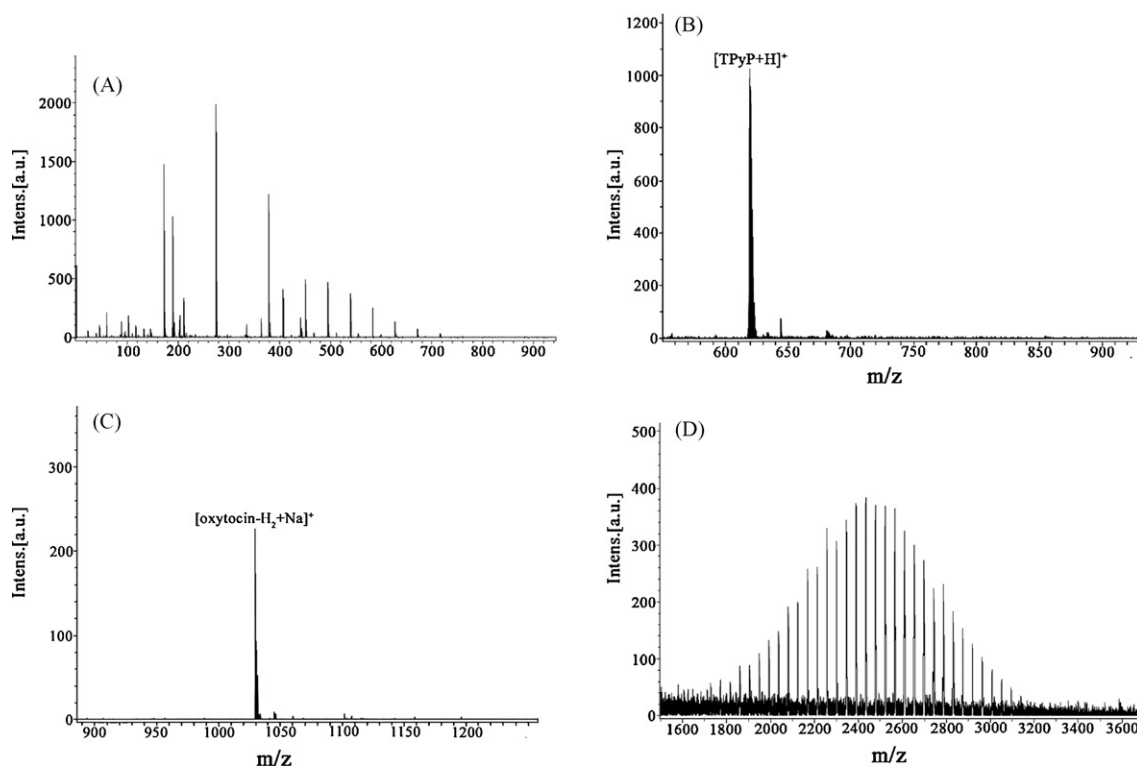 (A)
Intens.[a.u.]
2000
1500
1000
500
0
100 200 300 400 500 600 700 800 900
(B)
[TPyP+H]⁺
Intens.[a.u.]
1200
1000
800
600
400
200
0
600 650 700 750 800 850 900
m/z
(C)
[oxytocin-H₂+Na]⁺
Intens.[a.u.]
300
200
100
0
900 950 1000 1050 1100 1150 1200
m/z
(D)
Intens.[a.u.]
500
400
300
200
100
0
1600 1800 2000 2200 2400 2600 2800 3000 3200 3400 3600
m/z